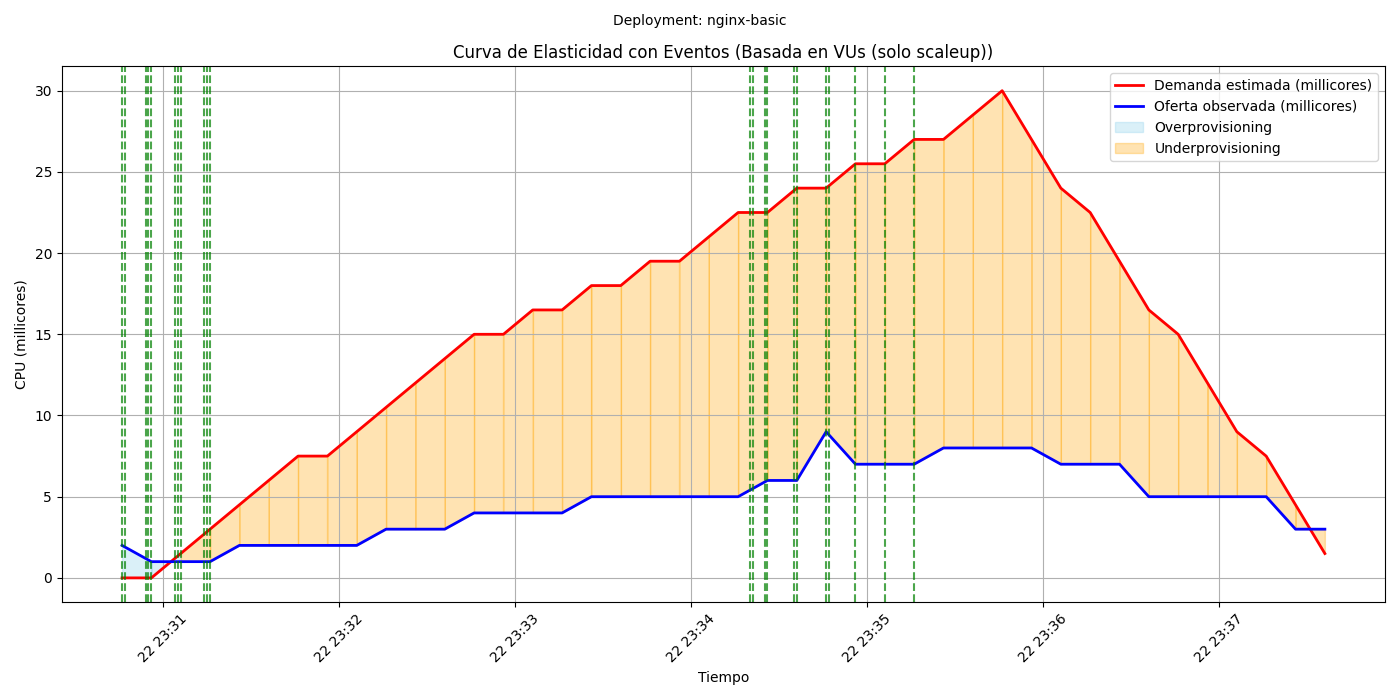 Deployment: nginx-basic
Curva de Elasticidad con Eventos (Basada en VUs (solo scaleup))
Demanda estimada (millicores)
Oferta observada (millicores)
Overprovisioning
Underprovisioning
CPU (millicores)
30
25
20
15
10
5
0
22 23:31
22 23:32
22 23:33
22 23:34
22 23:35
22 23:36
22 23:37
Tiempo